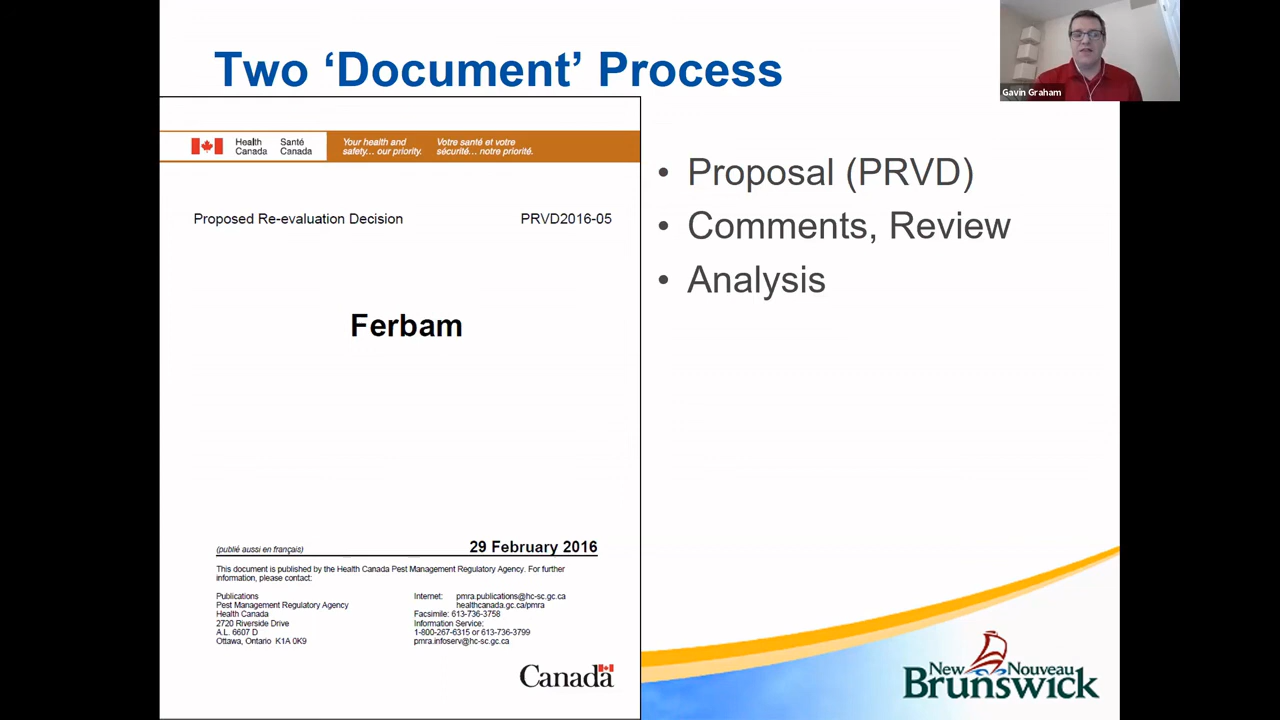 Two ‘Document’ Process
Gavin Graham
Health Canada
Santé Canada
Your health and safety... our priority.
Votre santé et votre sécurité... notre priorité.
Proposed Re-evaluation Decision
PRVD2016-05
Ferbam
(publié aussi en français)
29 February 2016
This document is published by the Health Canada Pest Management Regulatory Agency. For further
information, please contact:
Publications
Pest Management Regulatory Agency
Health Canada
2720 Riverside Drive
A.L. 6607 D
Ottawa, Ontario K1A 0K9
Internet: pmra.publications@hc-sc.gc.ca
healthcanada.gc.ca/pmra
Facsimile: 613-736-3758
Information Service:
1-800-267-6315 or 613-736-3799
pmra.infoserv@hc-sc.gc.ca
Canada
• Proposal (PRVD)
• Comments, Review
• Analysis
New Nouveau
Brunswick